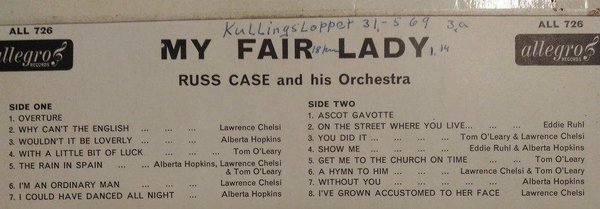 ALL 726
Kullingsloppet 31-5 69 3,a
ALL 726
allegro
RECORDS
MY FAIR LADY
18 km
1,14
allegro
RECORDS
RUSS CASE and his Orchestra
SIDE ONE
1. OVERTURE
2. WHY CAN'T THE ENGLISH ... ... ... Lawrence Chelsi
3. WOULDN'T IT BE LOVERLY ... ... Alberta Hopkins
4. WITH A LITTLE BIT OF LUCK ... ... Tom O'Leary
5. THE RAIN IN SPAIN ... ... Alberta Hopkins, Lawrence Chelsi
& Tom O'Leary
6. I'M AN ORDINARY MAN ... ... Lawrence Chelsi
7. I COULD HAVE DANCED ALL NIGHT ... Alberta Hopkins
SIDE TWO
1. ASCOT GAVOTTE
2. ON THE STREET WHERE YOU LIVE... ... ... Eddie Ruhl
3. YOU DID IT ... ... Tom O'Leary & Lawrence Chelsi
4. SHOW ME ... ... Eddie Ruhl & Alberta Hopkins
5. GET ME TO THE CHURCH ON TIME ... ... Tom O'Leary
6. A HYMN TO HIM ... ... Lawrence Chelsi & Tom O'Leary
7. WITHOUT YOU ... ... ... ... Alberta Hopkins
8. I'VE GROWN ACCUSTOMED TO HER FACE Lawrence Chelsi